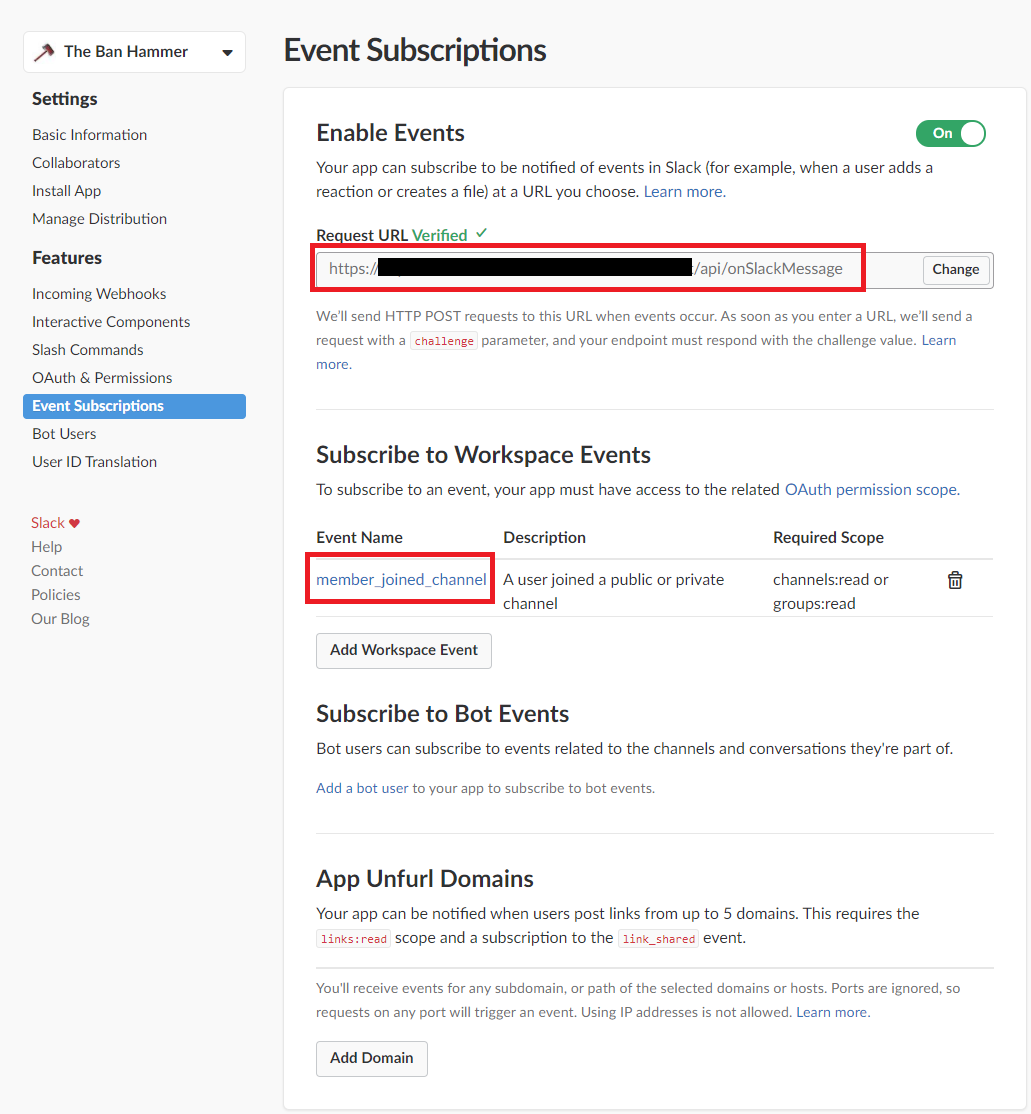 The Ban Hammer
Settings
Basic Information
Collaborators
Install App
Manage Distribution
Features
Incoming Webhooks
Interactive Components
Slash Commands
OAuth & Permissions
Event Subscriptions
Bot Users
User ID Translation
Slack
Help
Contact
Policies
Our Blog
Event Subscriptions
Enable Events
On
Your app can subscribe to be notified of events in Slack (for example, when a user adds a
reaction or creates a file) at a URL you choose. Learn more.
Request URL Verified ✓
https:// /api/onSlackMessage
Change
We'll send HTTP POST requests to this URL when events occur. As soon as you enter a URL, we'll send a
request with a challenge parameter, and your endpoint must respond with the challenge value. Learn
more.
Subscribe to Workspace Events
To subscribe to an event, your app must have access to the related OAuth permission scope.
Event Name Description Required Scope
member_joined_channel A user joined a public or private channels:read or
channel groups:read
Add Workspace Event
Subscribe to Bot Events
Bot users can subscribe to events related to the channels and conversations they're part of.
Add a bot user to your app to subscribe to bot events.
App Unfurl Domains
Your app can be notified when users post links from up to 5 domains. This requires the
links:read scope and a subscription to the link_shared event.
You'll receive events for any subdomain, or path of the selected domains or hosts. Ports are ignored, so
requests on any port will trigger an event. Using IP addresses is not allowed. Learn more.
Add Domain